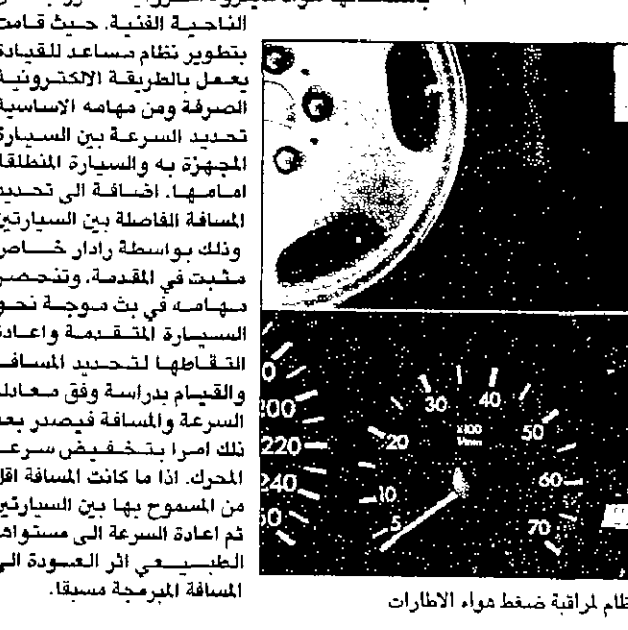 الناحية الفنية. حيث قامت
بتطوير نظام مساعد للقيادة
يعمل بالطريقة الالكترونية
الصرفة ومن مهامه الاساسية
تحديد السرعة بين السيارة
المجهزة به والسيارة المنطلقة
امامها. اضافة الى تحديد
المسافة الفاصلة بين السيارتين
وذلك بواسطة رادار خاص
مثبت في المقدمة. وتنحصر
مهامه في بث موجة نحو
السيارة المتقدمة واعادة
التقاطها لتحديد المسافة
والقيام بدراسة وفق معادلة
السرعة والمسافة فيصدر بعد
ذلك امرا بتخفيض سرعة
المحرك. اذا ما كانت المسافة اقل
من المسموح بها بين السيارتين
ثم اعادة السرعة الى مستواها
الطبيعي اثر العودة الى
المسافة المبرمجة مسبقا.
220
240
5
10
20
30
40
50
60
70
x100
1/min
لمراقبة ضغط هواء الاطارات